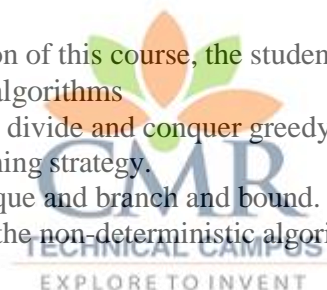 on of this course, the studen
algorithms
divide and conquer greedy
ning strategy.
que and branch and bound.
the non-deterministic algori
CMR
TECHNICAL CAMPUS
EXPLORE TO INVENT